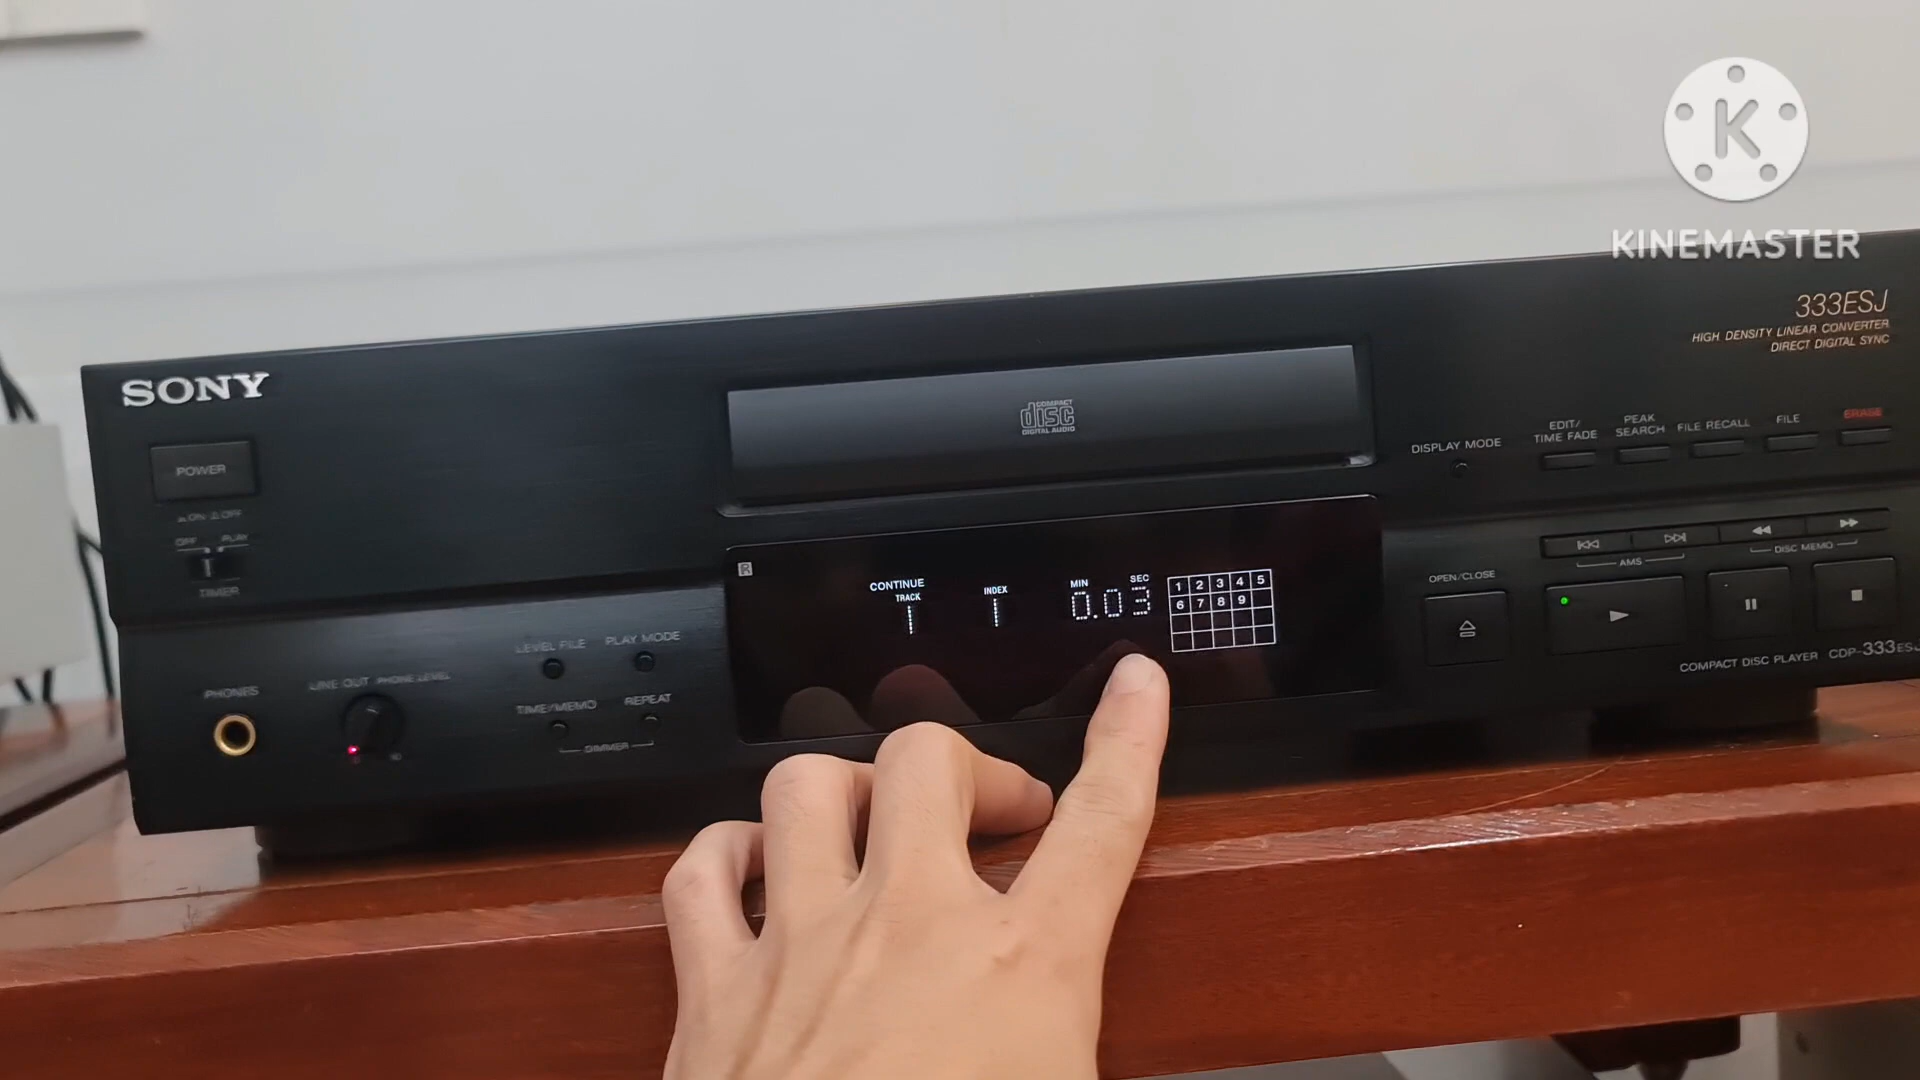 KINEMASTER
333ESJ
HIGH DENSITY LINEAR CONVERTER
DIRECT DIGITAL SYNC
SONY
COMPACT
disc
DIGITAL AUDIO
POWER
ON OFF
OFF PLAY
TIMER
DISPLAY MODE
EDIT/
TIME FADE
PEAK
SEARCH
FILE RECALL
FILE
ERASE
R
CONTINUE
TRACK
1
INDEX
1
MIN
SEC
0.03
1 2 3 4 5
6 7 8 9
AMS
DISC MEMO
OPEN/CLOSE
LEVEL FILE
PLAY MODE
TIME/MEMO
REPEAT
DIMMER
PHONES
LINE OUT
PHONE LEVEL
0
10
COMPACT DISC PLAYER CDP-333ESJ